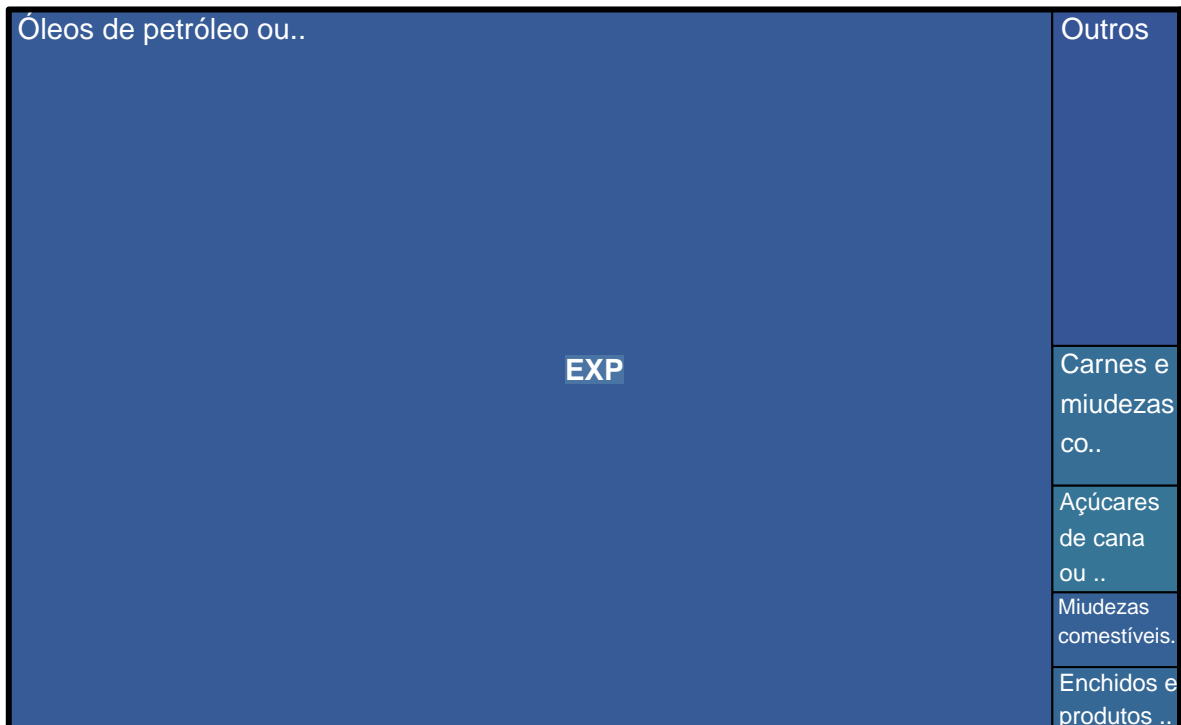 Óleos de petróleo ou..
Outros
EXP
Carnes e
miudezas
co..
Açúcares
de cana
ou ..
Miudezas
comestíveis.
Enchidos e
produtos ..